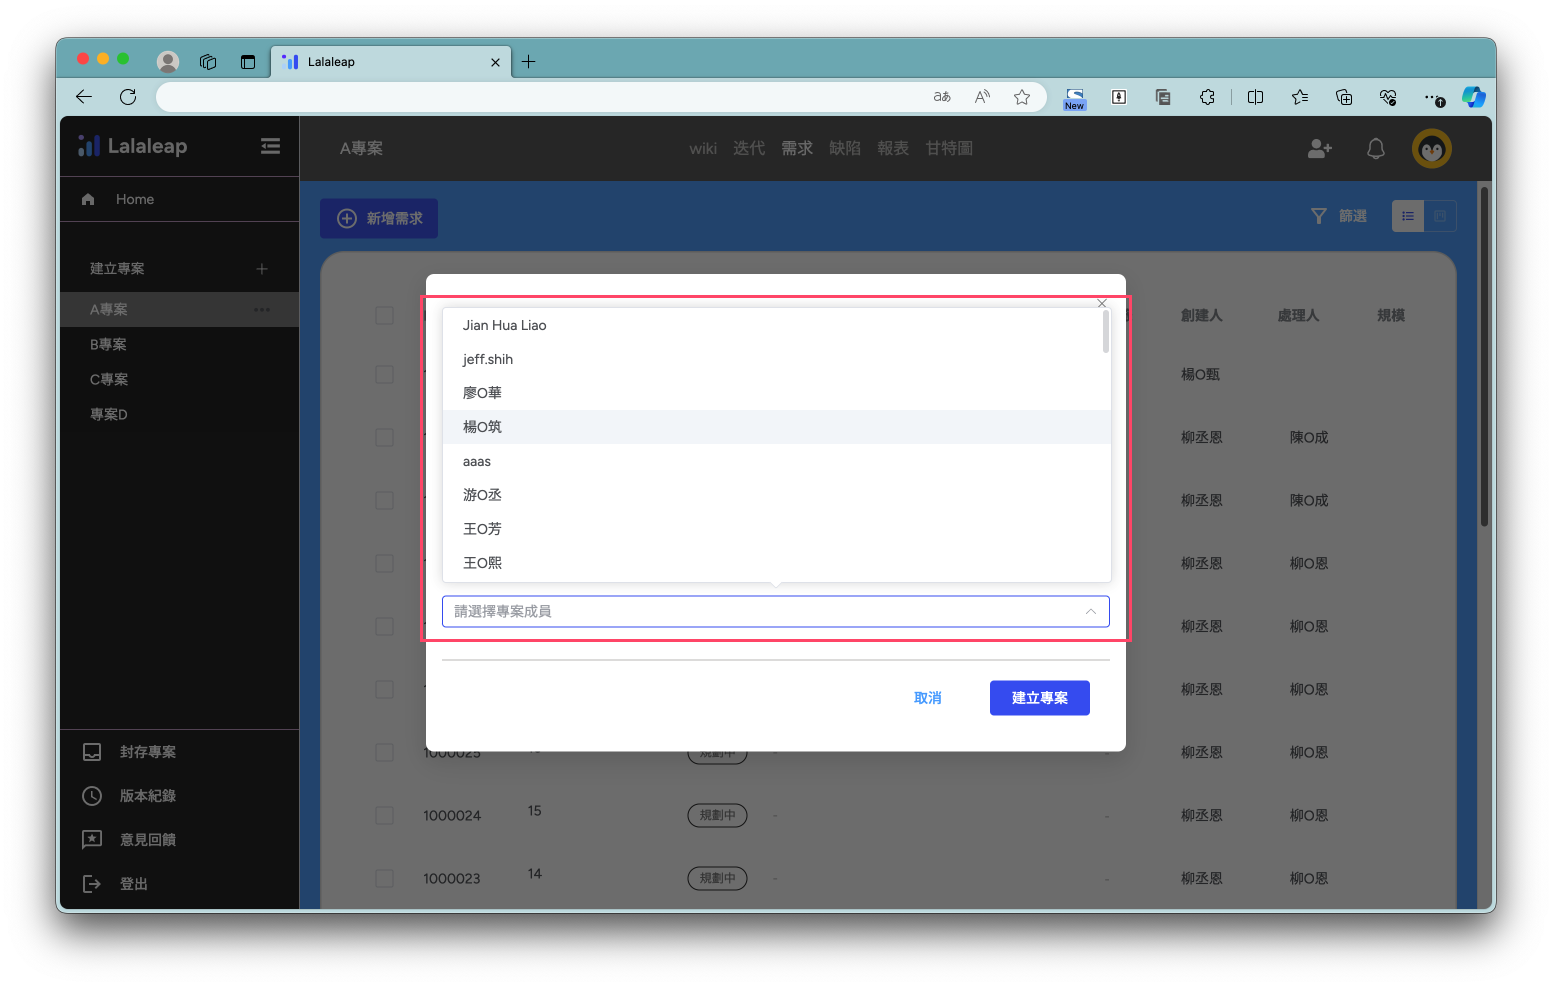 Lalaleap
aあ
A
New
Lalaleap
A專案
wiki 迭代 需求 缺陷 報表 甘特圖
Home
新增需求
篩選
建立專案
A專案
B專案
C專案
專案D
創建人 處理人 規模
Jian Hua Liao
jeff.shih
廖O華
楊O甄
楊O筑
柳丞恩 陳O成
aaas
游O丞
柳丞恩 陳O成
王O芳
王O熙
柳丞恩 柳O恩
請選擇專案成員
柳丞恩 柳O恩
取消
建立專案
柳丞恩 柳O恩
1000025 規劃中 - - 柳丞恩 柳O恩
1000024 15 規劃中 - - 柳丞恩 柳O恩
1000023 14 規劃中 - - 柳丞恩 柳O恩
封存專案
版本紀錄
意見回饋
登出